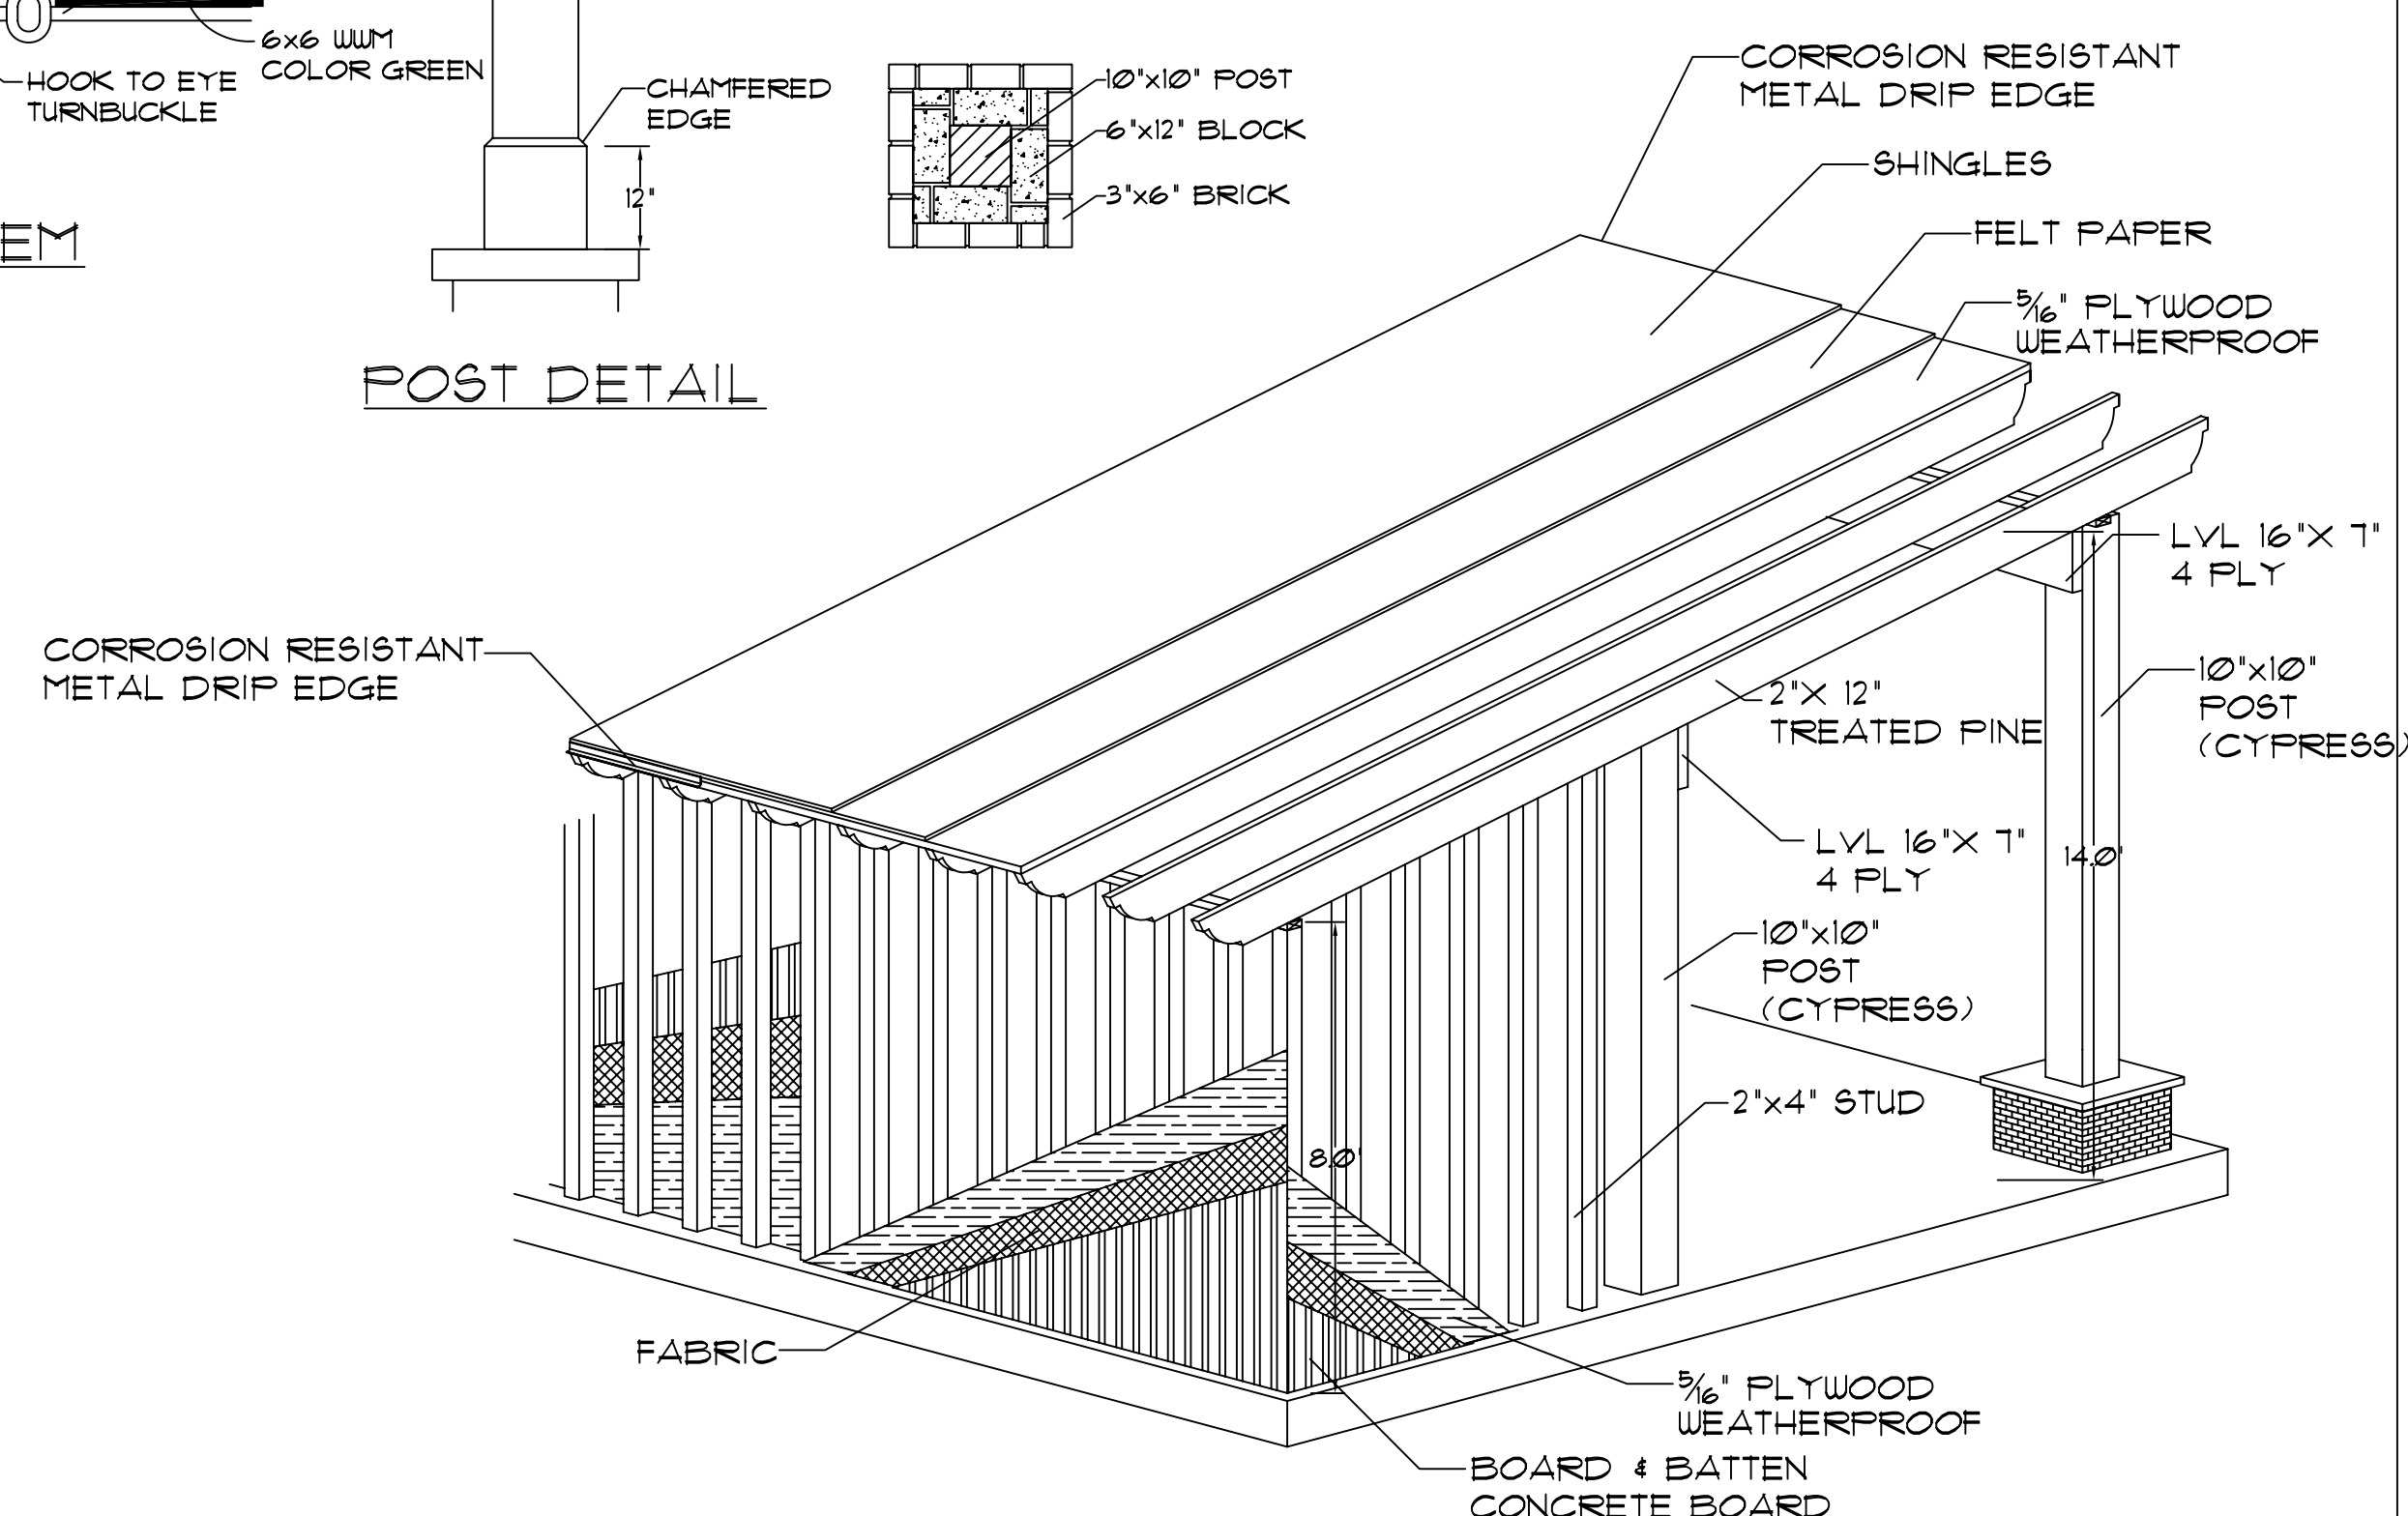 6x6 WWM
COLOR GREEN
HOOK TO EYE
TURNBUCKLE
EM
CHAMFERED
EDGE
12"
POST DETAIL
10"x10" POST
6"x12" BLOCK
3"x6" BRICK
CORROSION RESISTANT
METAL DRIP EDGE
SHINGLES
FELT PAPER
5/16" PLYWOOD
WEATHERPROOF
LVL 16"X 7"
4 PLY
10"x10"
POST
(CYPRESS)
CORROSION RESISTANT
METAL DRIP EDGE
2"X 12"
TREATED PINE
LVL 16"X 7"
4 PLY
14.0'
10"x10"
POST
(CYPRESS)
2"x4" STUD
8.0'
FABRIC
5/16" PLYWOOD
WEATHERPROOF
BOARD & BATTEN
CONCRETE BOARD